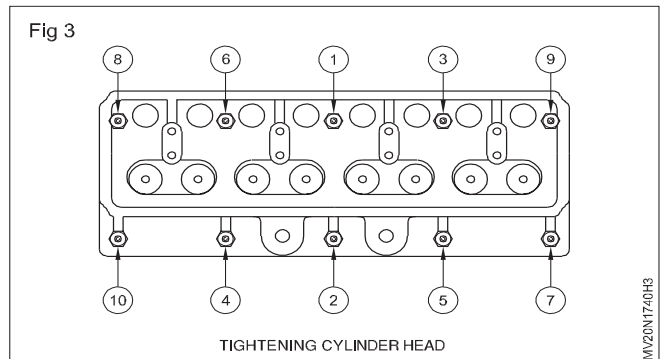 Fig 3
8 6 1 3 9
10 4 2 5 7
TIGHTENING CYLINDER HEAD
MV20N1740H3